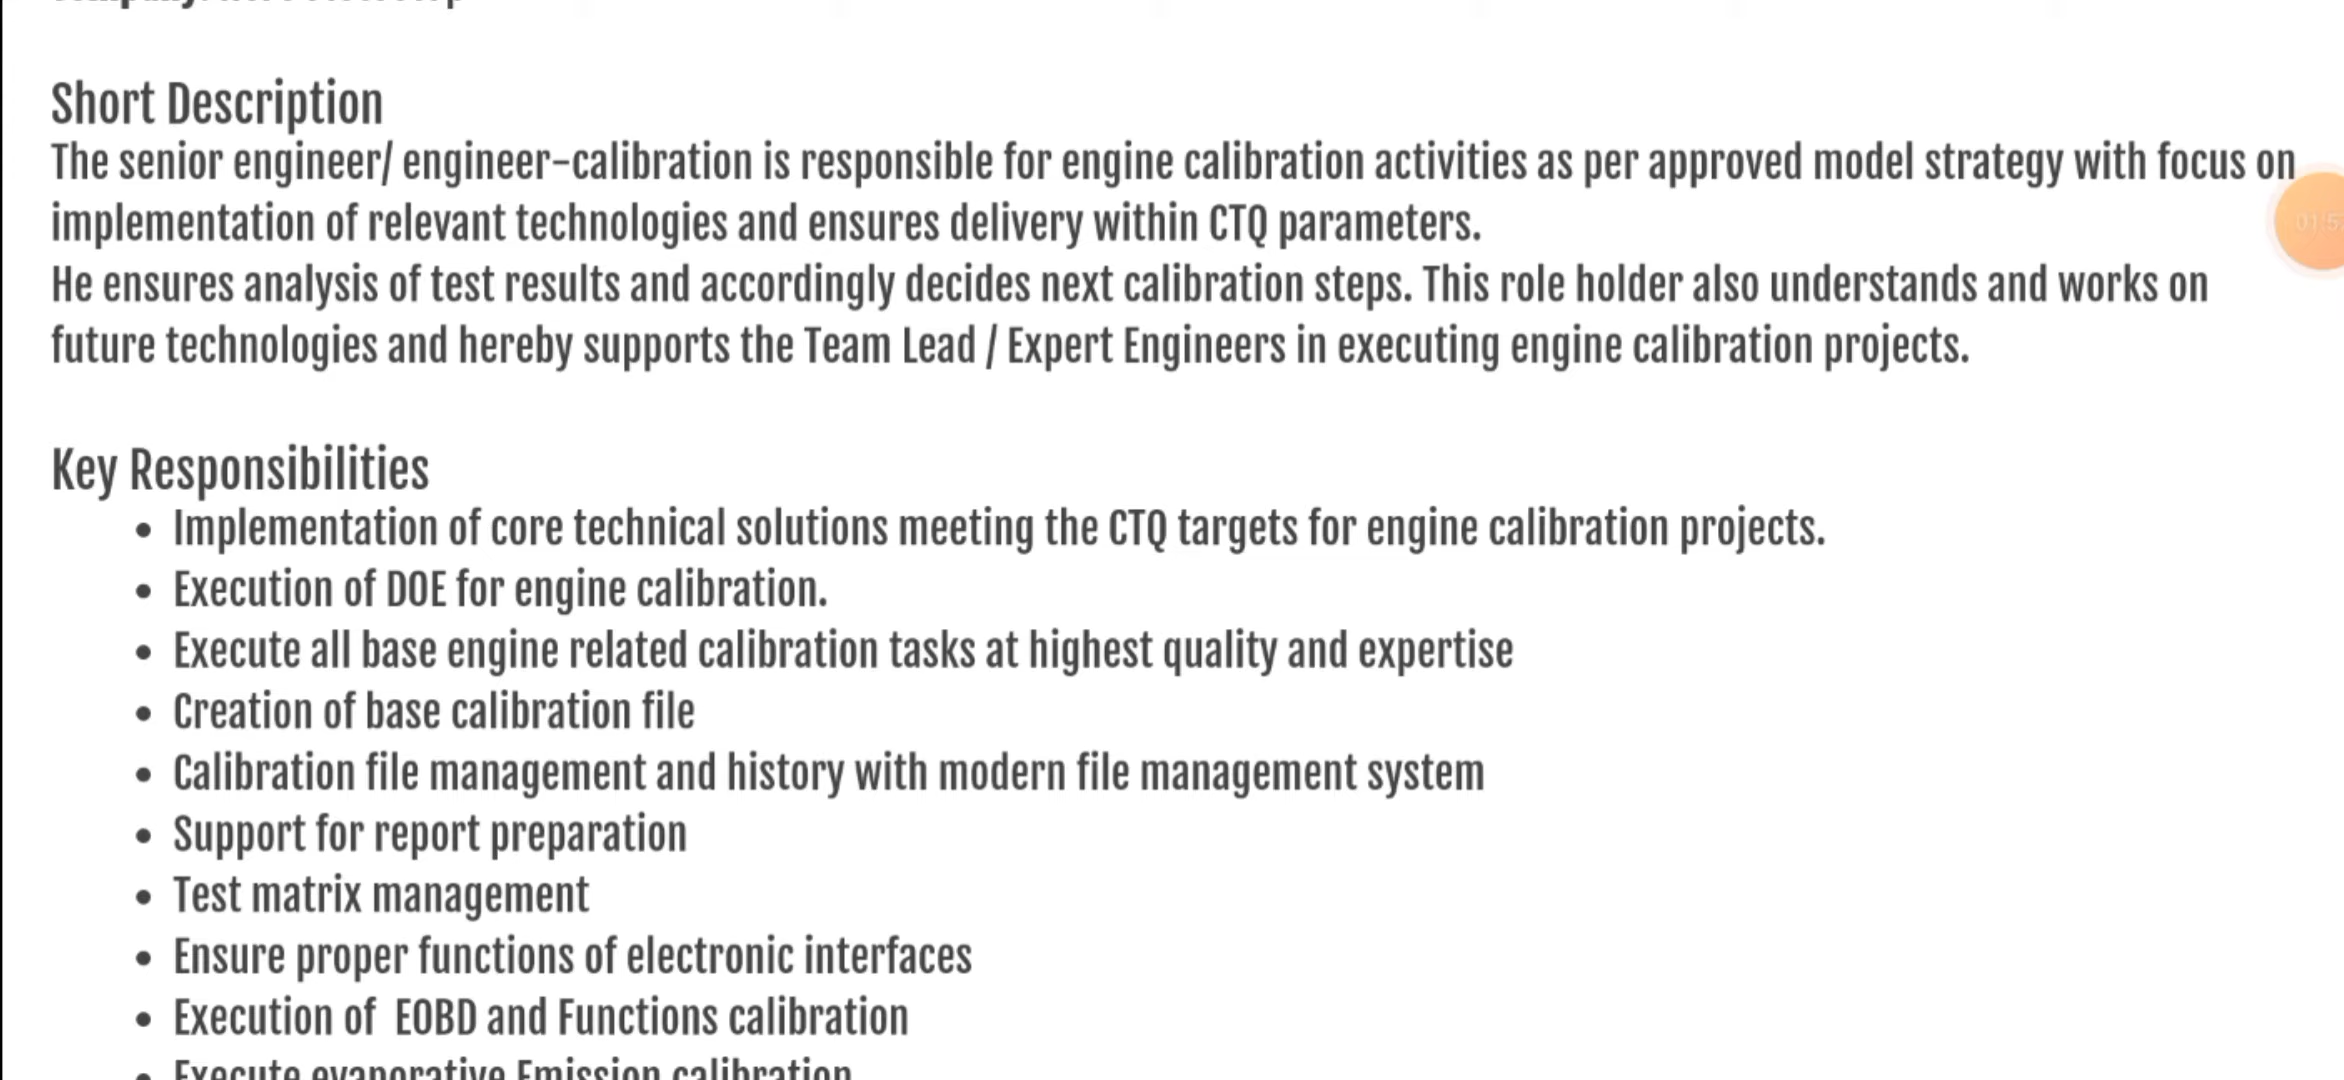 Short Description
The senior engineer/ engineer-calibration is responsible for engine calibration activities as per approved model strategy with focus on
implementation of relevant technologies and ensures delivery within CTQ parameters.
He ensures analysis of test results and accordingly decides next calibration steps. This role holder also understands and works on
future technologies and hereby supports the Team Lead / Expert Engineers in executing engine calibration projects.
Key Responsibilities
• Implementation of core technical solutions meeting the CTQ targets for engine calibration projects.
• Execution of DOE for engine calibration.
• Execute all base engine related calibration tasks at highest quality and expertise
• Creation of base calibration file
• Calibration file management and history with modern file management system
• Support for report preparation
• Test matrix management
• Ensure proper functions of electronic interfaces
• Execution of  EOBD and Functions calibration
• Execute evaporative Emission calibration